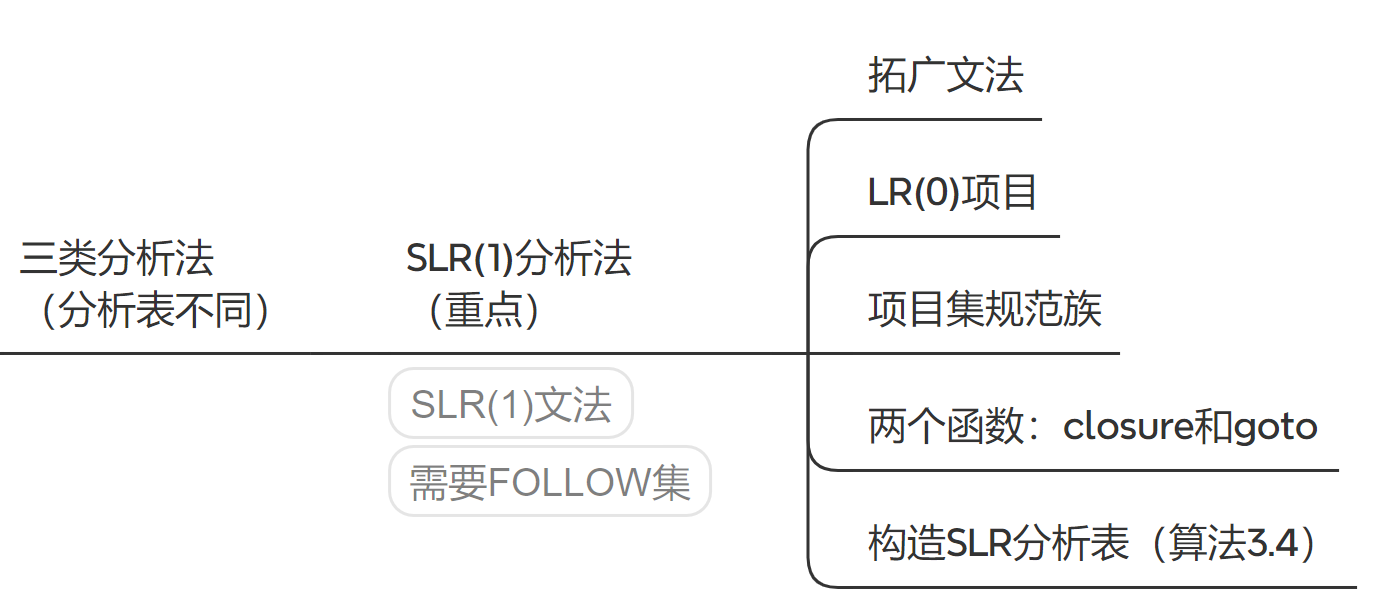 三类分析法
（分析表不同）
SLR(1)分析法
（重点）
SLR(1)文法
需要FOLLOW集
拓广文法
LR(0)项目
项目集规范族
两个函数：closure和goto
构造SLR分析表（算法3.4）